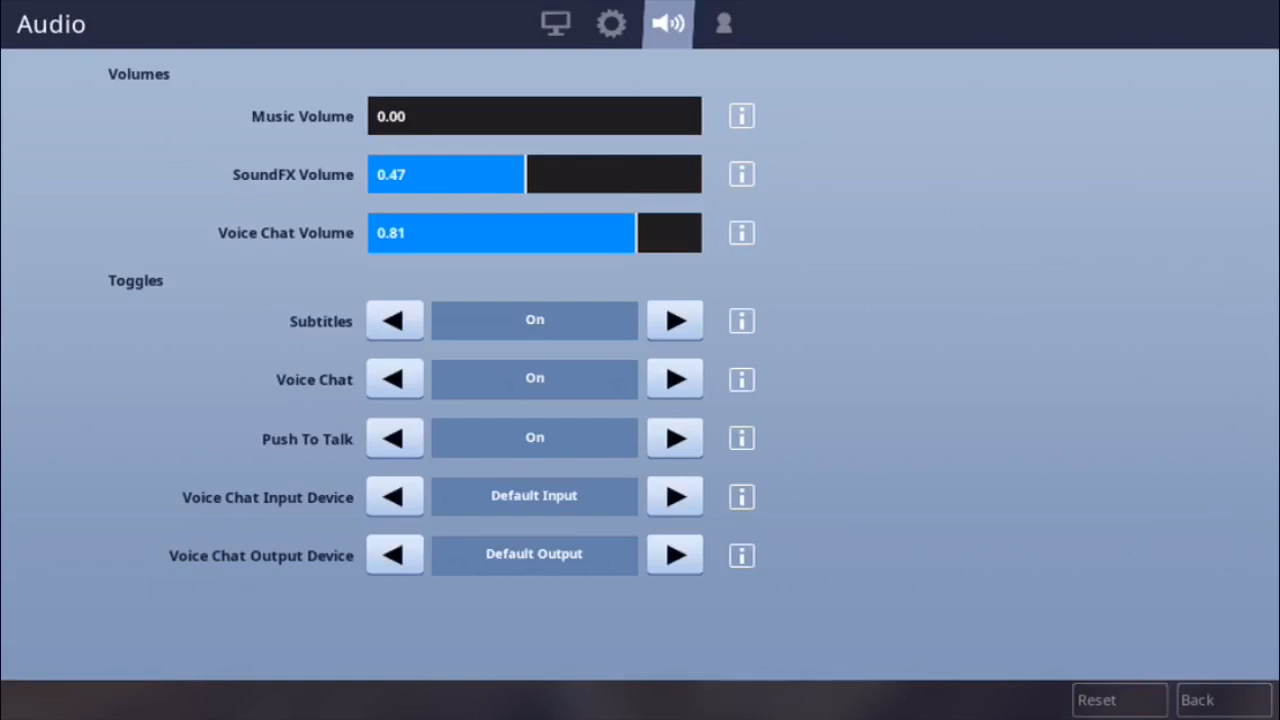 Audio
Volumes
Music Volume 0.00
SoundFX Volume 0.47
Voice Chat Volume 0.81
Toggles
Subtitles On
Voice Chat On
Push To Talk On
Voice Chat Input Device Default Input
Voice Chat Output Device Default Output
Reset Back